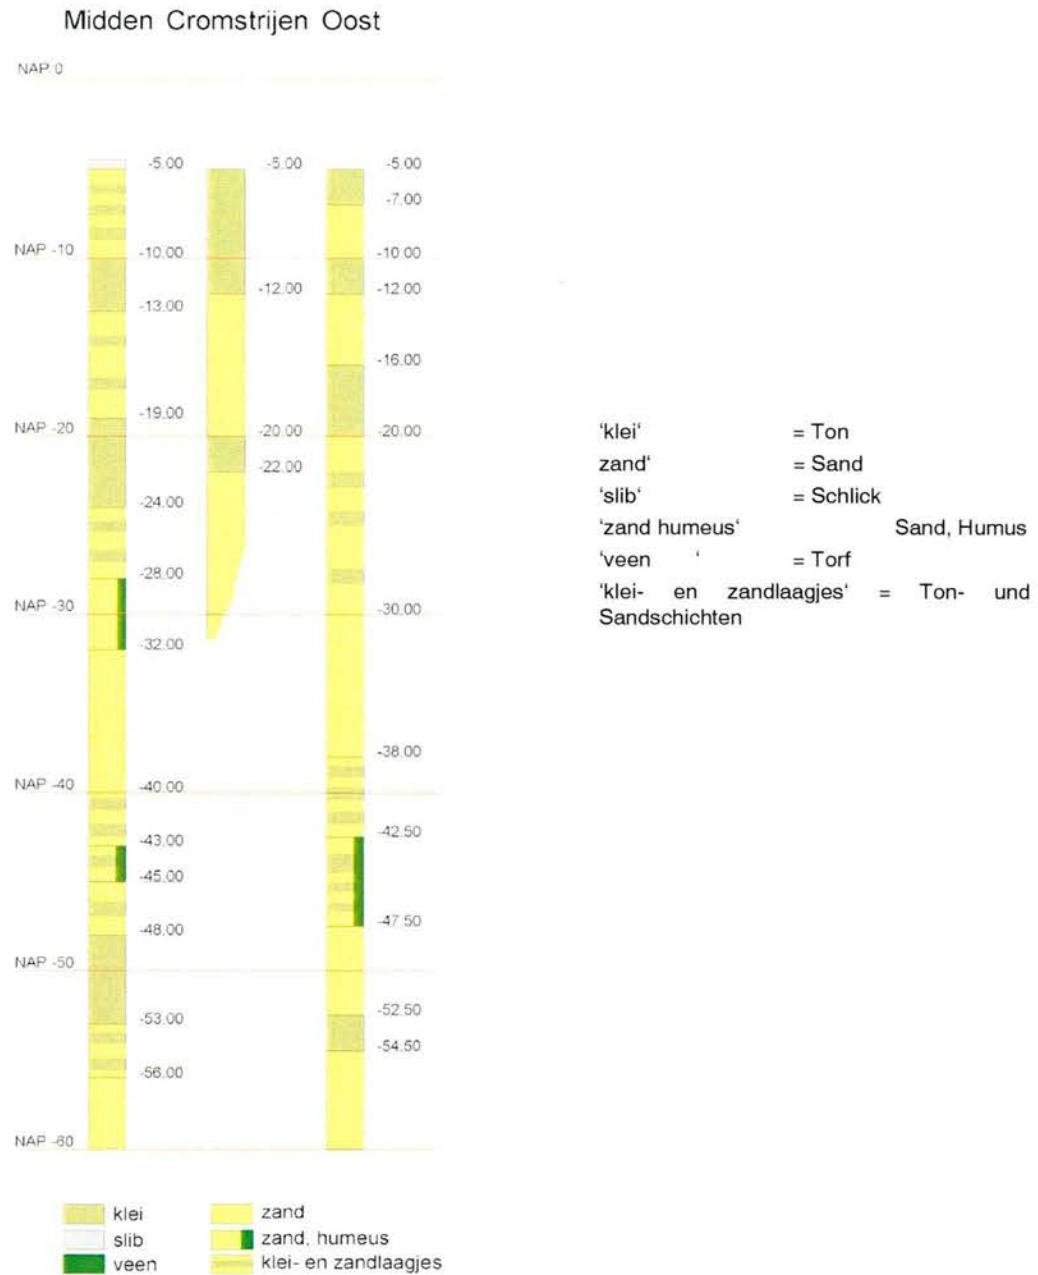 Midden Cromstrijen Oost
NAP 0
-5.00 -5.00 -5.00
-7.00
NAP -10 -10.00 -10.00
-12.00 -12.00
-13.00
-16.00
-19.00
NAP -20 -20.00 -20.00
-22.00
-24.00
-28.00
NAP -30 -30.00
-32.00
-38.00
NAP -40 -40.00
-42.50
-43.00
-45.00
-47.50
-48.00
NAP -50
-52.50
-53.00
-54.50
-56.00
NAP -60
klei zand
slib zand, humeus
veen klei- en zandlaagjes
‘klei‘ = Ton
zand‘ = Sand
‘slib‘ = Schlick
‘zand humeus‘ Sand, Humus
‘veen ‘ = Torf
‘klei- en zandlaagjes‘ = Ton- und
Sandschichten